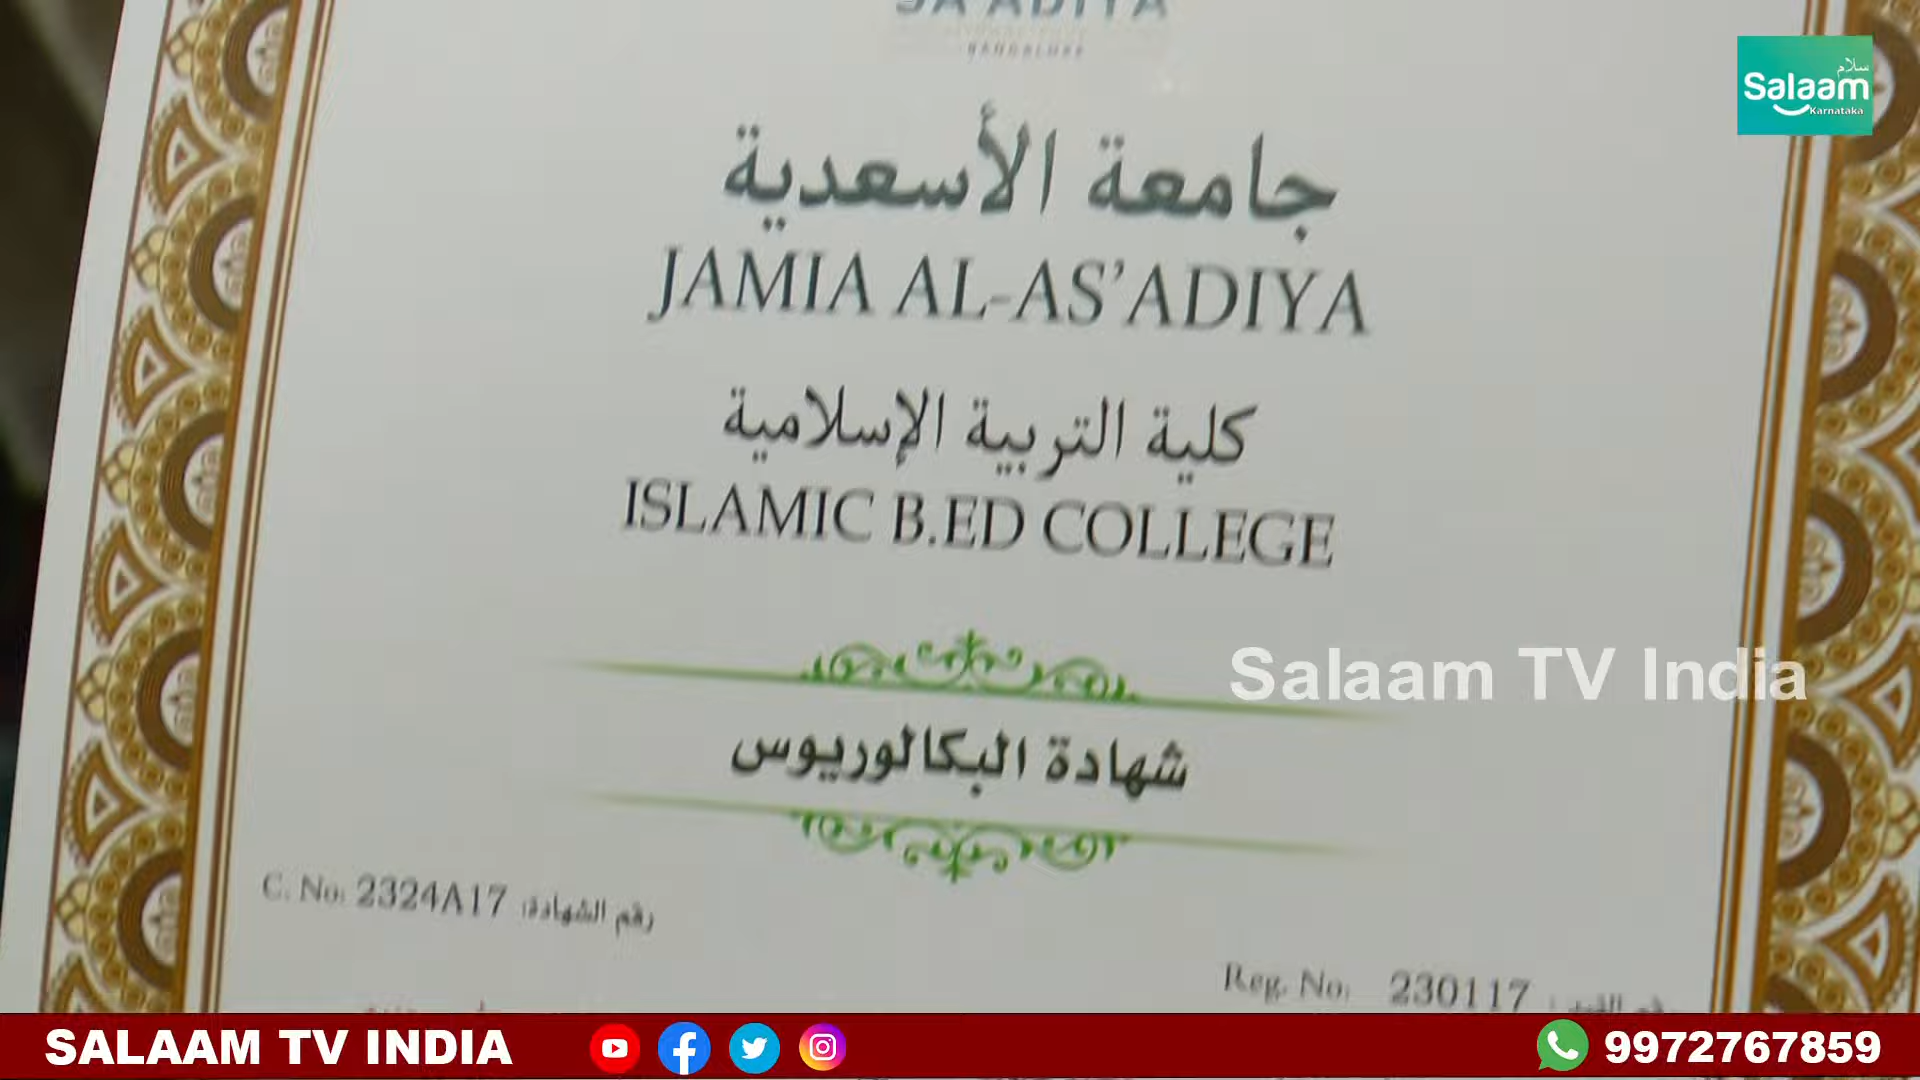 BANGALORE
سلام
Salaam
Karnataka
جامعة الأسعدية
JAMIA AL-AS’ADIYA
كلية التربية الإسلامية
ISLAMIC B.ED COLLEGE
Salaam TV India
شهادة البكالوريوس
C. No: 2324A17 رقم الشهادة:
Reg. No: 230117
SALAAM TV INDIA
9972767859